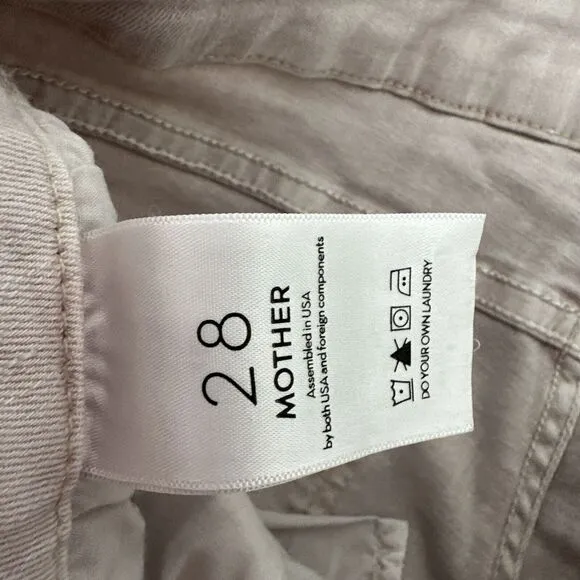 28
MOTHER
Assembled in USA
by both USA and foreign components
DO YOUR OWN LAUNDRY